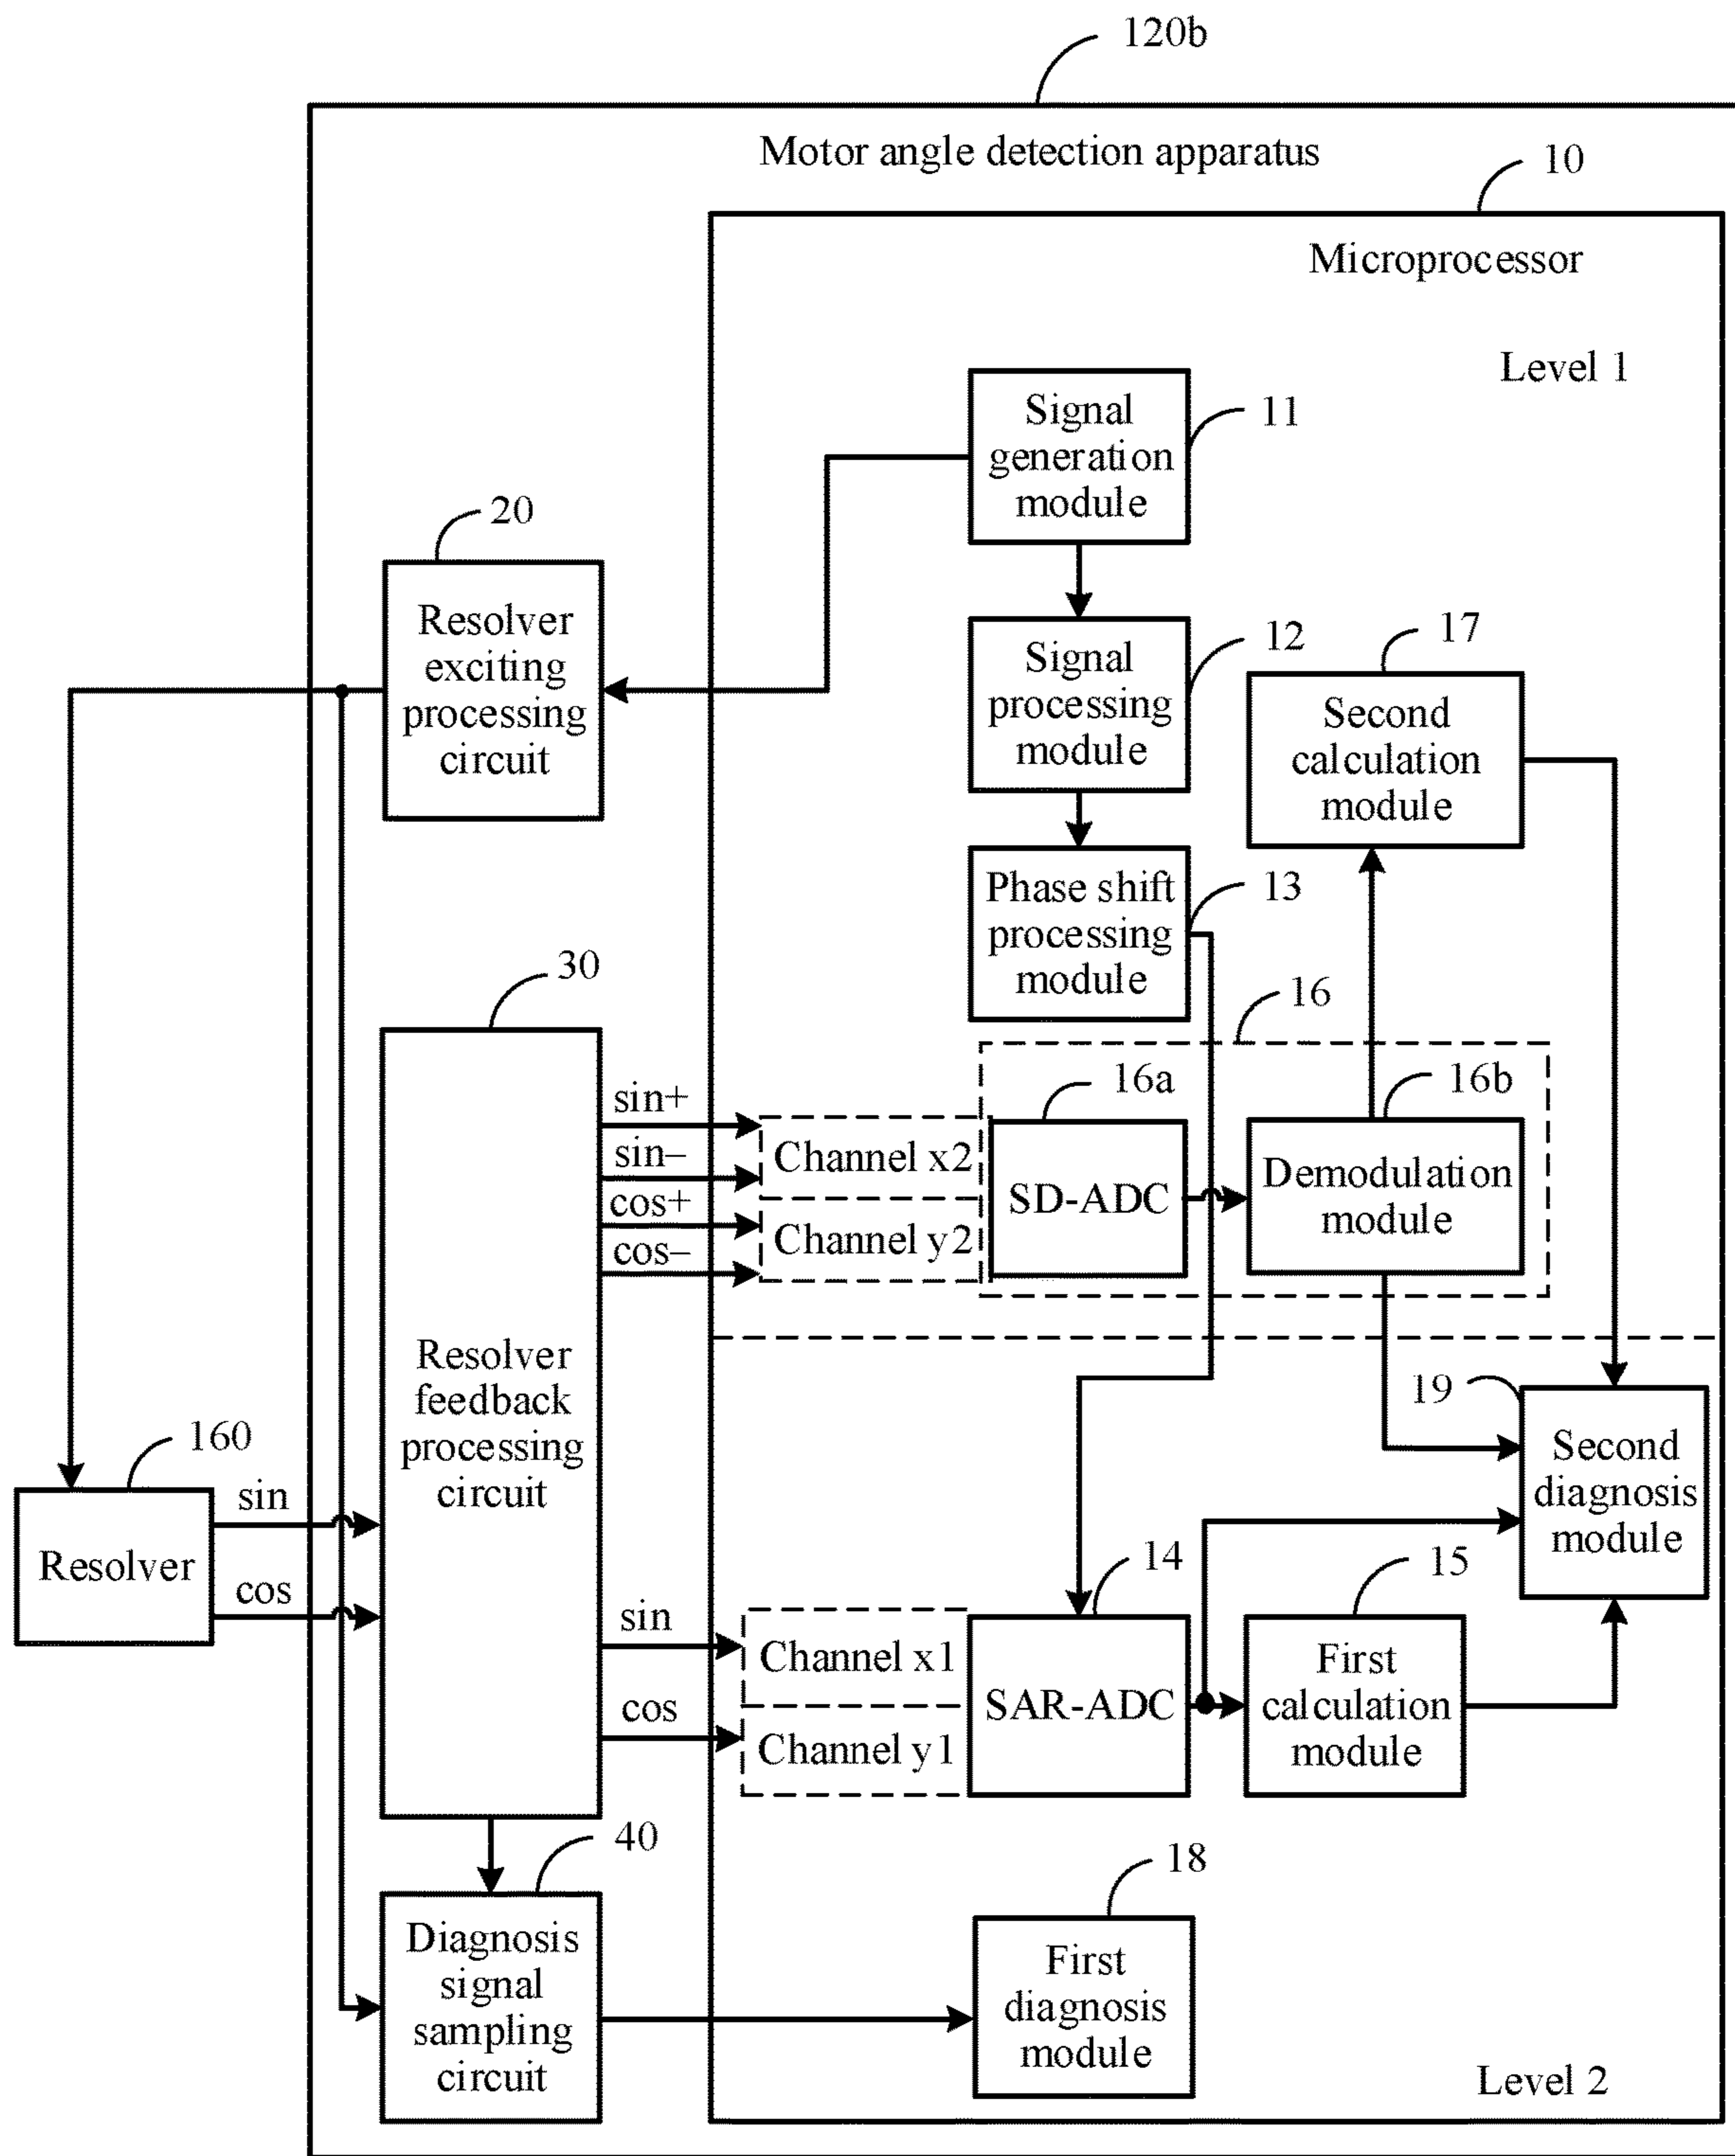 120b
Motor angle detection apparatus
10
Microprocessor
Level 1
Signal
generation
module
11
20
Resolver
exciting
processing
circuit
Signal
processing
module
12
17
Second
calculation
module
Phase shift
processing
module
13
30
16
sin+
sin–
cos+
cos–
Channel x2
Channel y2
16a
SD-ADC
16b
Demodulation
module
Resolver
feedback
processing
circuit
19
Second
diagnosis
module
160
Resolver
sin
cos
sin
cos
Channel x1
Channel y1
14
SAR-ADC
15
First
calculation
module
40
Diagnosis
signal
sampling
circuit
18
First
diagnosis
module
Level 2